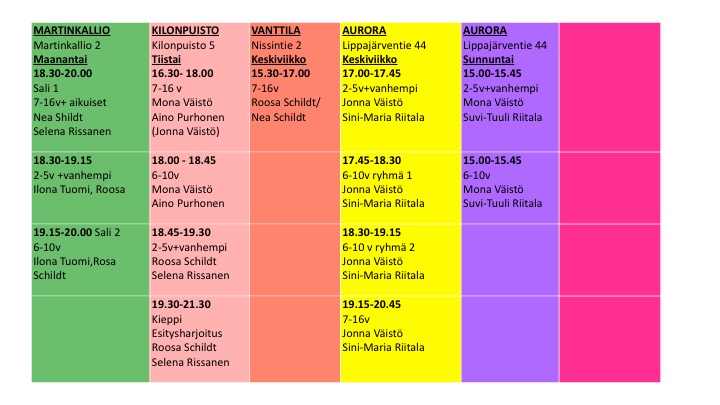 MARTINKALLIO
Martinkallio 2
Maanantai
18.30-20.00
Sali 1
7-16v+ aikuiset
Nea Shildt
Selena Rissanen
KILONPUISTO
Kilonpuisto 5
Tiistai
16.30- 18.00
7-16 v
Mona Väistö
Aino Purhonen
(Jonna Väistö)
VANTTILA
Nissintie 2
Keskiviikko
15.30-17.00
7-16v
Roosa Schildt/
Nea Schildt
AURORA
Lippajärventie 44
Keskiviikko
17.00-17.45
2-5v+vanhempi
Jonna Väistö
Sini-Maria Riitala
AURORA
Lippajärventie 44
Sunnuntai
15.00-15.45
2-5v+vanhempi
Mona Väistö
Suvi-Tuuli Riitala
18.30-19.15
2-5v +vanhempi
Ilona Tuomi, Roosa
18.00 - 18.45
6-10v
Mona Väistö
Aino Purhonen
17.45-18.30
6-10v ryhmä 1
Jonna Väistö
Sini-Maria Riitala
15.00-15.45
6-10v
Mona Väistö
Suvi-Tuuli Riitala
19.15-20.00 Sali 2
6-10v
Ilona Tuomi,Rosa
Schildt
18.45-19.30
2-5v+vanhempi
Roosa Schildt
Selena Rissanen
18.30-19.15
6-10 v ryhmä 2
Jonna Väistö
Sini-Maria Riitala
19.30-21.30
Kieppi
Esitysharjoitus
Roosa Schildt
Selena Rissanen
19.15-20.45
7-16v
Jonna Väistö
Sini-Maria Riitala